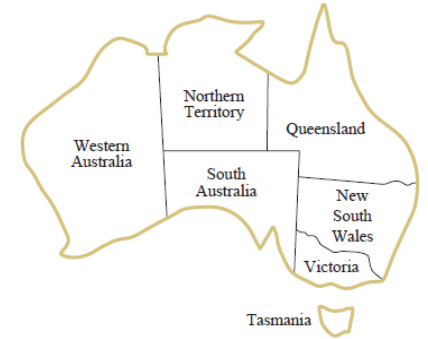 Northern
Territory
Western
Australia
Queensland
South
Australia
New
South
Wales
Victoria
Tasmania